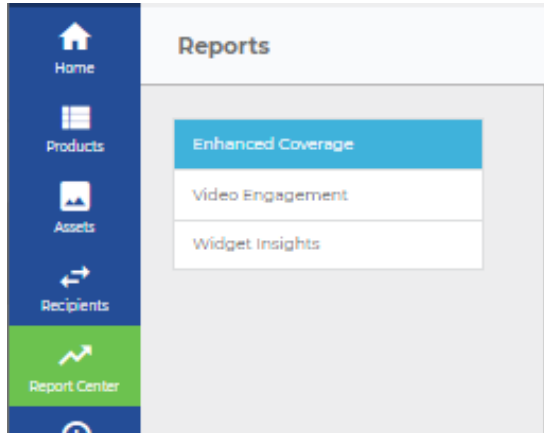 Home
Products
Assets
Recipients
Report Center
Reports
Enhanced Coverage
Video Engagement
Widget Insights